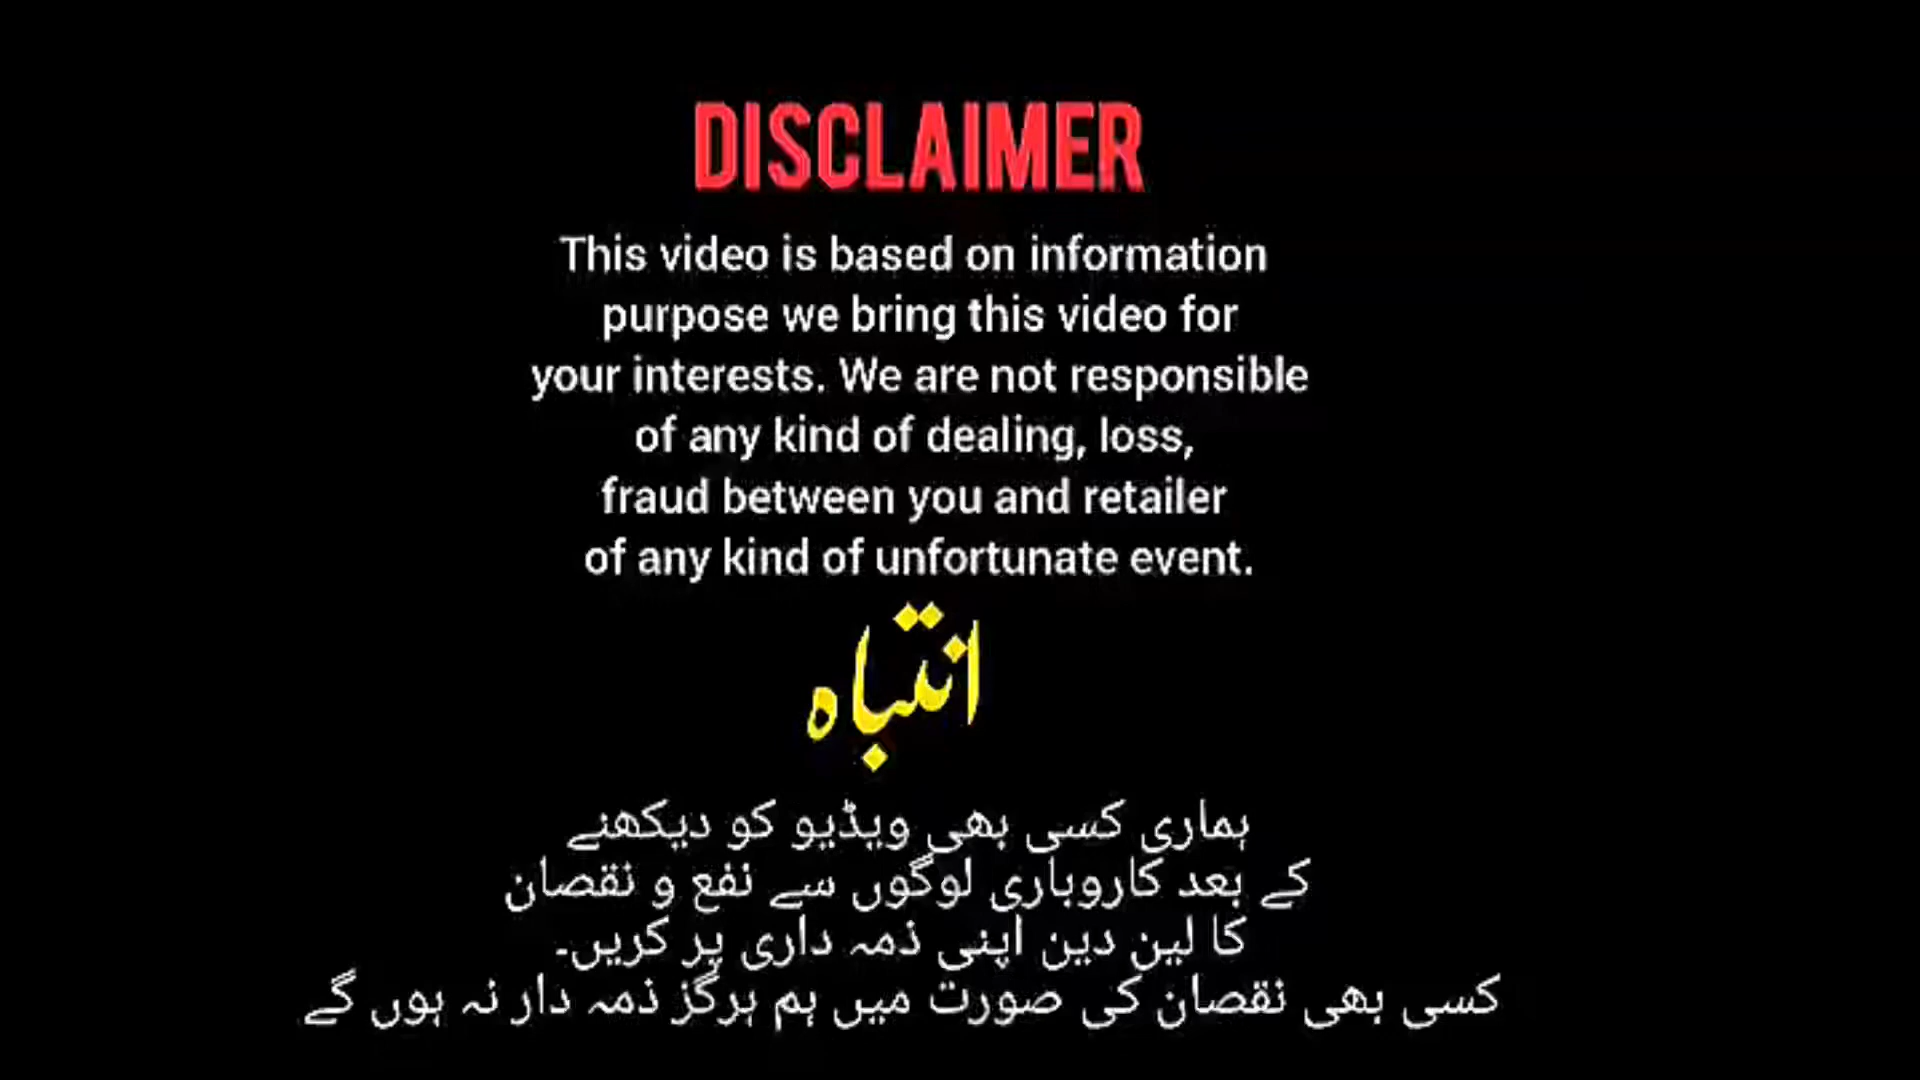 DISCLAIMER
This video is based on information
purpose we bring this video for
your interests. We are not responsible
of any kind of dealing, loss,
fraud between you and retailer
of any kind of unfortunate event.
انتباہ
ہماری کسی بھی ویڈیو کو دیکھنے
کے بعد کاروباری لوگوں سے نفع و نقصان
کا لین دین اپنی ذمہ داری پر کریں۔
کسی بھی نقصان کی صورت میں ہم ہرگز ذمہ دار نہ ہوں گے